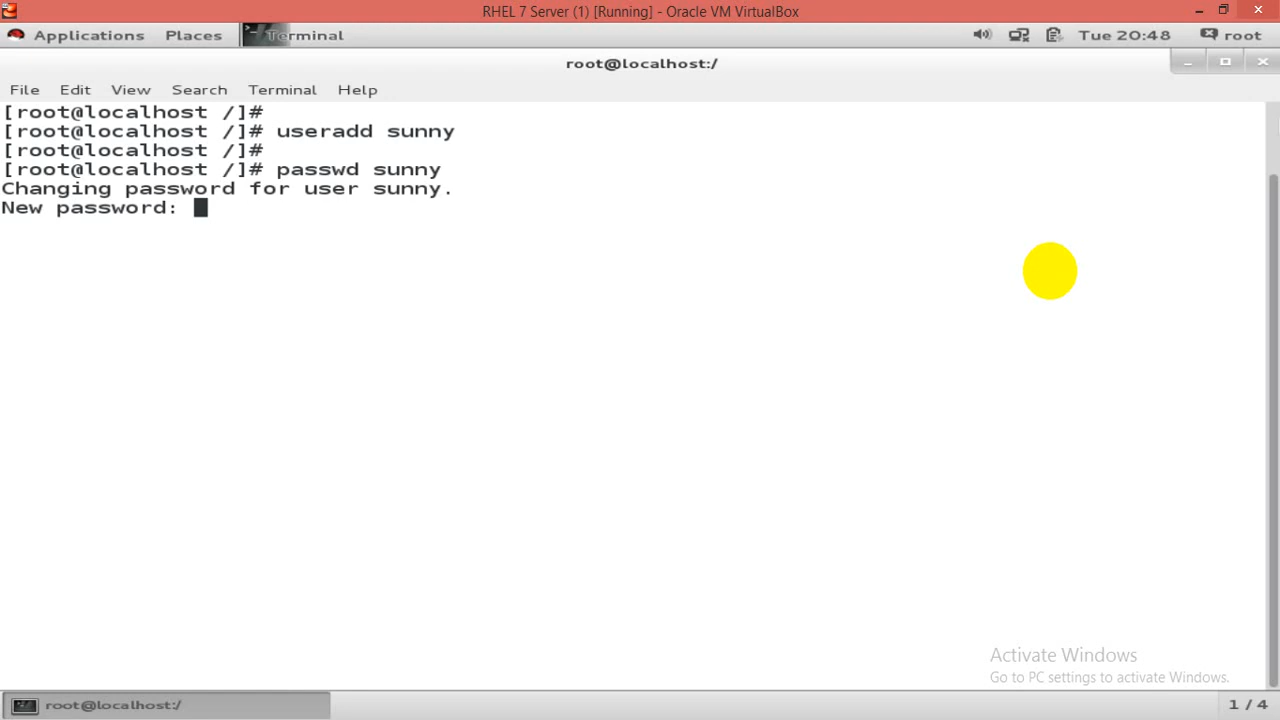 RHEL 7 Server (1) [Running] - Oracle VM VirtualBox
Applications Places Terminal Tue 20:48 root
root@localhost:/
File Edit View Search Terminal Help
[root@localhost /]#
[root@localhost /]# useradd sunny
[root@localhost /]#
[root@localhost /]# passwd sunny
Changing password for user sunny.
New password:
Activate Windows
Go to PC settings to activate Windows.
root@localhost:/ 1 / 4